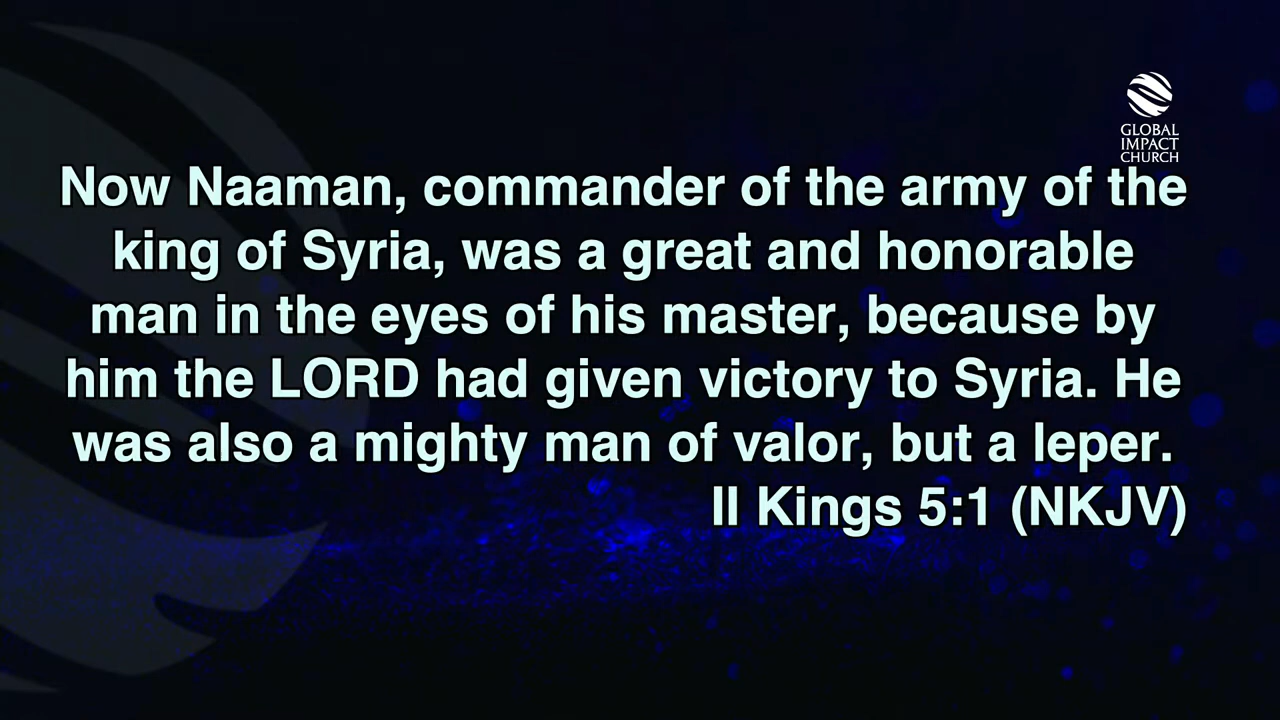 GLOBAL
IMPACT
CHURCH
Now Naaman, commander of the army of the
king of Syria, was a great and honorable
man in the eyes of his master, because by
him the LORD had given victory to Syria. He
was also a mighty man of valor, but a leper.
II Kings 5:1 (NKJV)